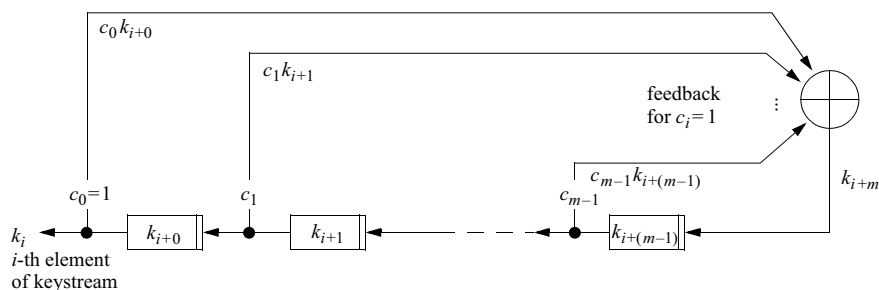 c₀kᵢ₊₀
c₁kᵢ₊₁
feedback
for cᵢ=1
⋮
cₘ₋₁kᵢ₊₍ₘ₋₁₎
kᵢ₊ₘ
c₀=1
c₁
cₘ₋₁
kᵢ
kᵢ₊₀
kᵢ₊₁
kᵢ₊₍ₘ₋₁₎
i-th element
of keystream